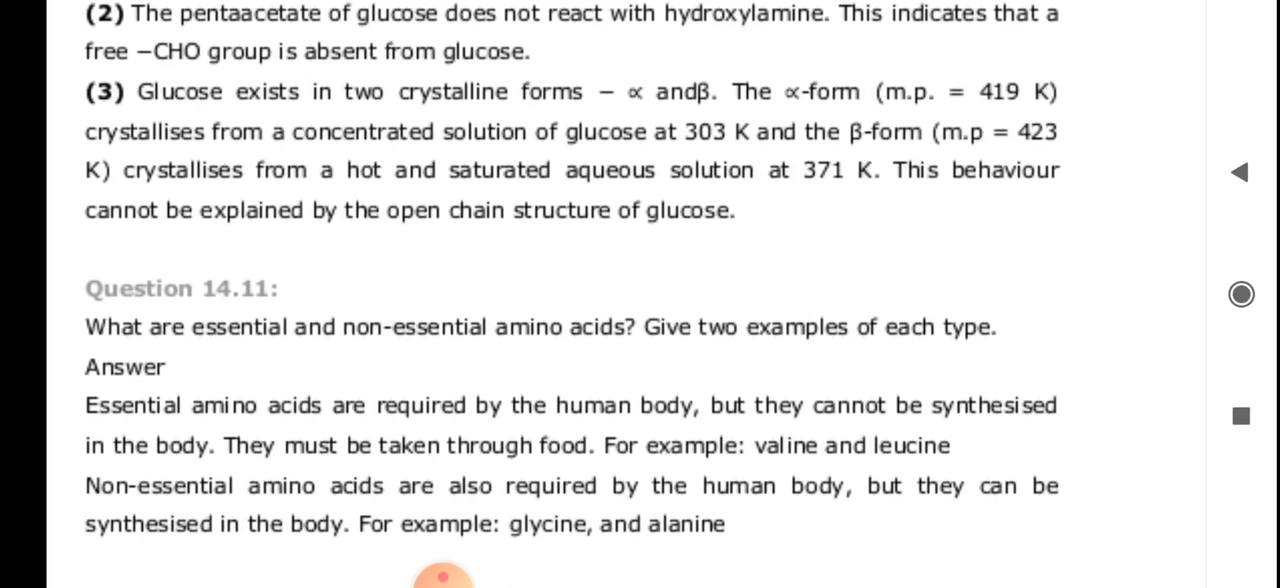 (2) The pentaacetate of glucose does not react with hydroxylamine. This indicates that a
free −CHO group is absent from glucose.
(3) Glucose exists in two crystalline forms − ∝ andβ. The ∝-form (m.p. = 419 K)
crystallises from a concentrated solution of glucose at 303 K and the β-form (m.p = 423
K) crystallises from a hot and saturated aqueous solution at 371 K. This behaviour
cannot be explained by the open chain structure of glucose.
Question 14.11:
What are essential and non-essential amino acids? Give two examples of each type.
Answer
Essential amino acids are required by the human body, but they cannot be synthesised
in the body. They must be taken through food. For example: valine and leucine
Non-essential amino acids are also required by the human body, but they can be
synthesised in the body. For example: glycine, and alanine